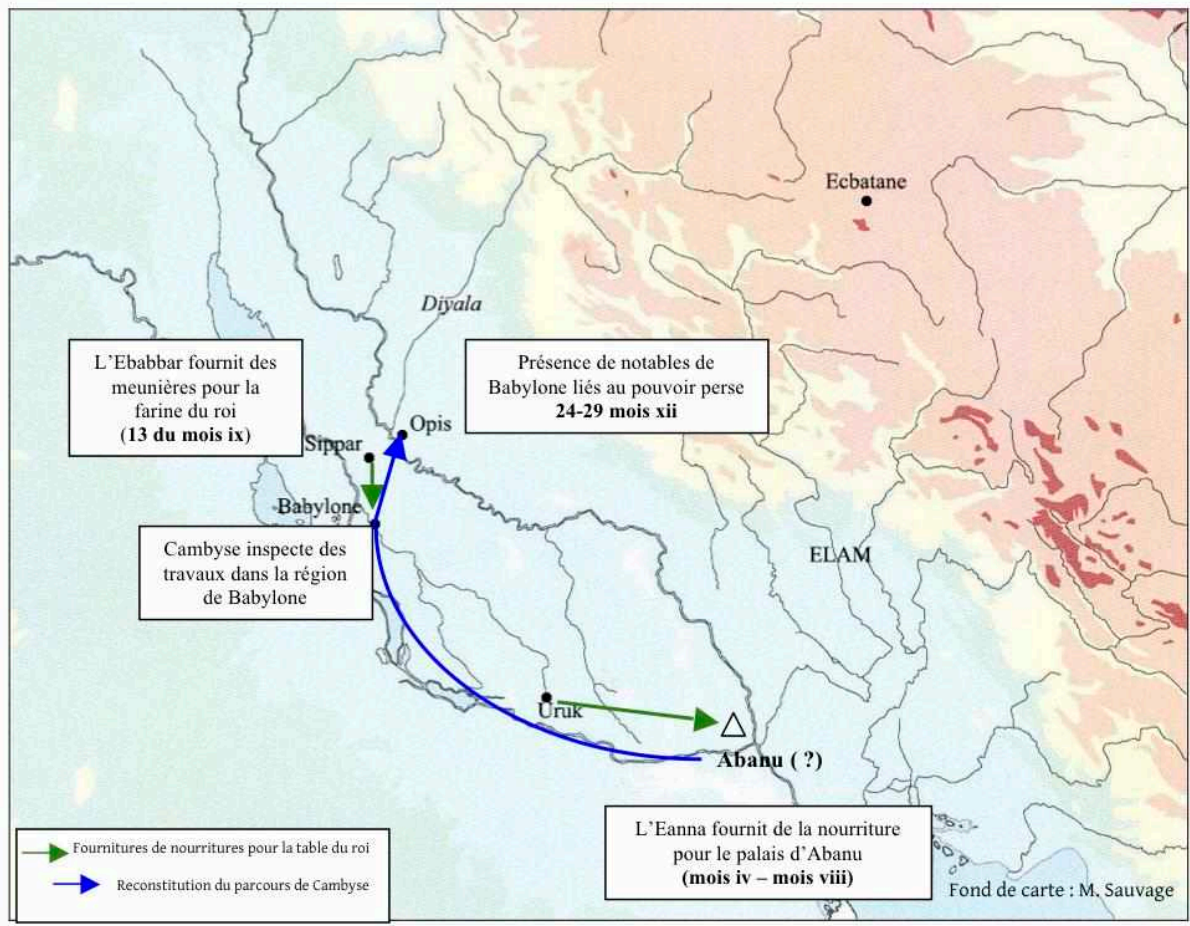 Ecbatane
Diyala
L'Ebabbar fournit des
meunières pour la
farine du roi
(13 du mois ix)
Présence de notables de
Babylone liés au pouvoir perse
24-29 mois xii
Opis
Sippar
Babylone
Cambyse inspecte des
travaux dans la région
de Babylone
ELAM
Uruk
Abanu ( ?)
L'Eanna fournit de la nourriture
pour le palais d'Abanu
(mois iv – mois viii)
Fournitures de nourritures pour la table du roi
Reconstitution du parcours de Cambyse
Fond de carte : M. Sauvage